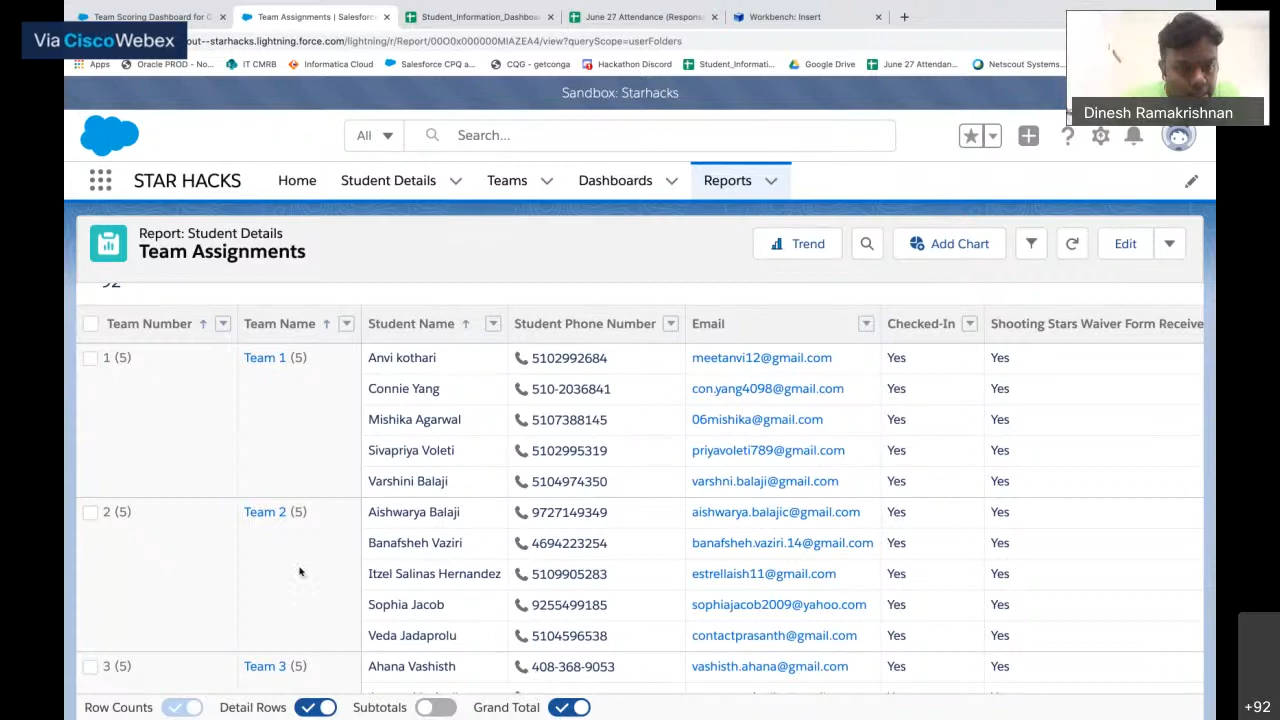 Team Scoring Dashboard for G
Team Assignments | Salesforc
Student_Information_Dashboa
June 27 Attendance (Respons
Workbench: Insert
Via CiscoWebex
out--starhacks.lightning.force.com/lightning/r/Report/00O0x000000MIAZEA4/view?queryScope=userFolders
Apps
Oracle PROD - No...
IT CMRB
Informatica Cloud
Salesforce CPQ a...
CQG - getconga
Hackathon Discord
Student_Informati...
Google Drive
June 27 Attendan...
Netscout Systems...
Dinesh Ramakrishnan
Sandbox: Starhacks
All
Search...
STAR HACKS
Home
Student Details
Teams
Dashboards
Reports
Report: Student Details
Team Assignments
Trend
Add Chart
Edit
92
Team Number Team Name Student Name Student Phone Number Email Checked-In Shooting Stars Waiver Form Receive
1 (5) Team 1 (5) Anvi kothari 5102992684 meetanvi12@gmail.com Yes Yes
Connie Yang 510-2036841 con.yang4098@gmail.com Yes Yes
Mishika Agarwal 5107388145 06mishika@gmail.com Yes Yes
Sivapriya Voleti 5102995319 priyavoleti789@gmail.com Yes Yes
Varshini Balaji 5104974350 varshni.balaji@gmail.com Yes Yes
2 (5) Team 2 (5) Aishwarya Balaji 9727149349 aishwarya.balajic@gmail.com Yes Yes
Banafsheh Vaziri 4694223254 banafsheh.vaziri.14@gmail.com Yes Yes
Itzel Salinas Hernandez 5109905283 estrellaish11@gmail.com Yes Yes
Sophia Jacob 9255499185 sophiajacob2009@yahoo.com Yes Yes
Veda Jadaprolu 5104596538 contactprasanth@gmail.com Yes Yes
3 (5) Team 3 (5) Ahana Vashisth 408-368-9053 vashisth.ahana@gmail.com Yes Yes
Row Counts
Detail Rows
Subtotals
Grand Total
+92